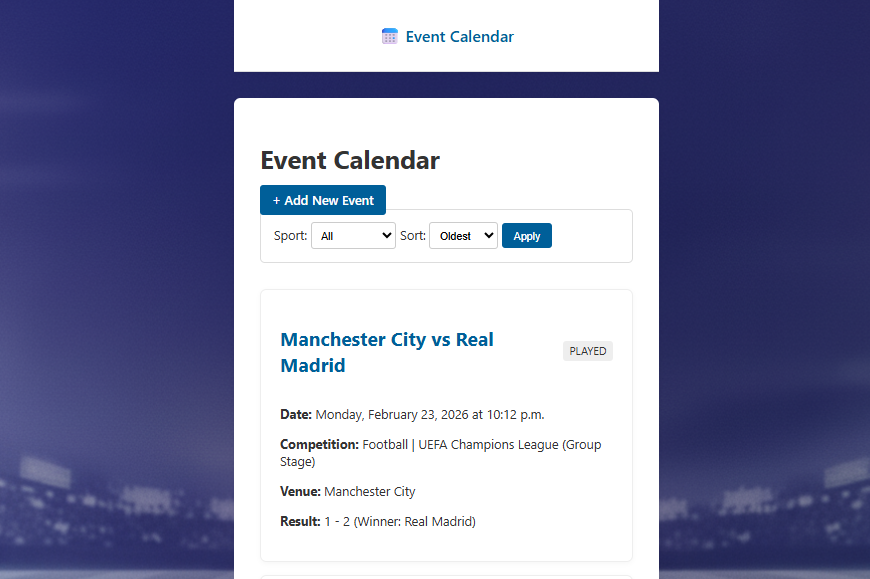 Event Calendar
Event Calendar
+ Add New Event
Sport: All Sort: Oldest Apply
Manchester City vs Real
Madrid
PLAYED
Date: Monday, February 23, 2026 at 10:12 p.m.
Competition: Football | UEFA Champions League (Group
Stage)
Venue: Manchester City
Result: 1 - 2 (Winner: Real Madrid)